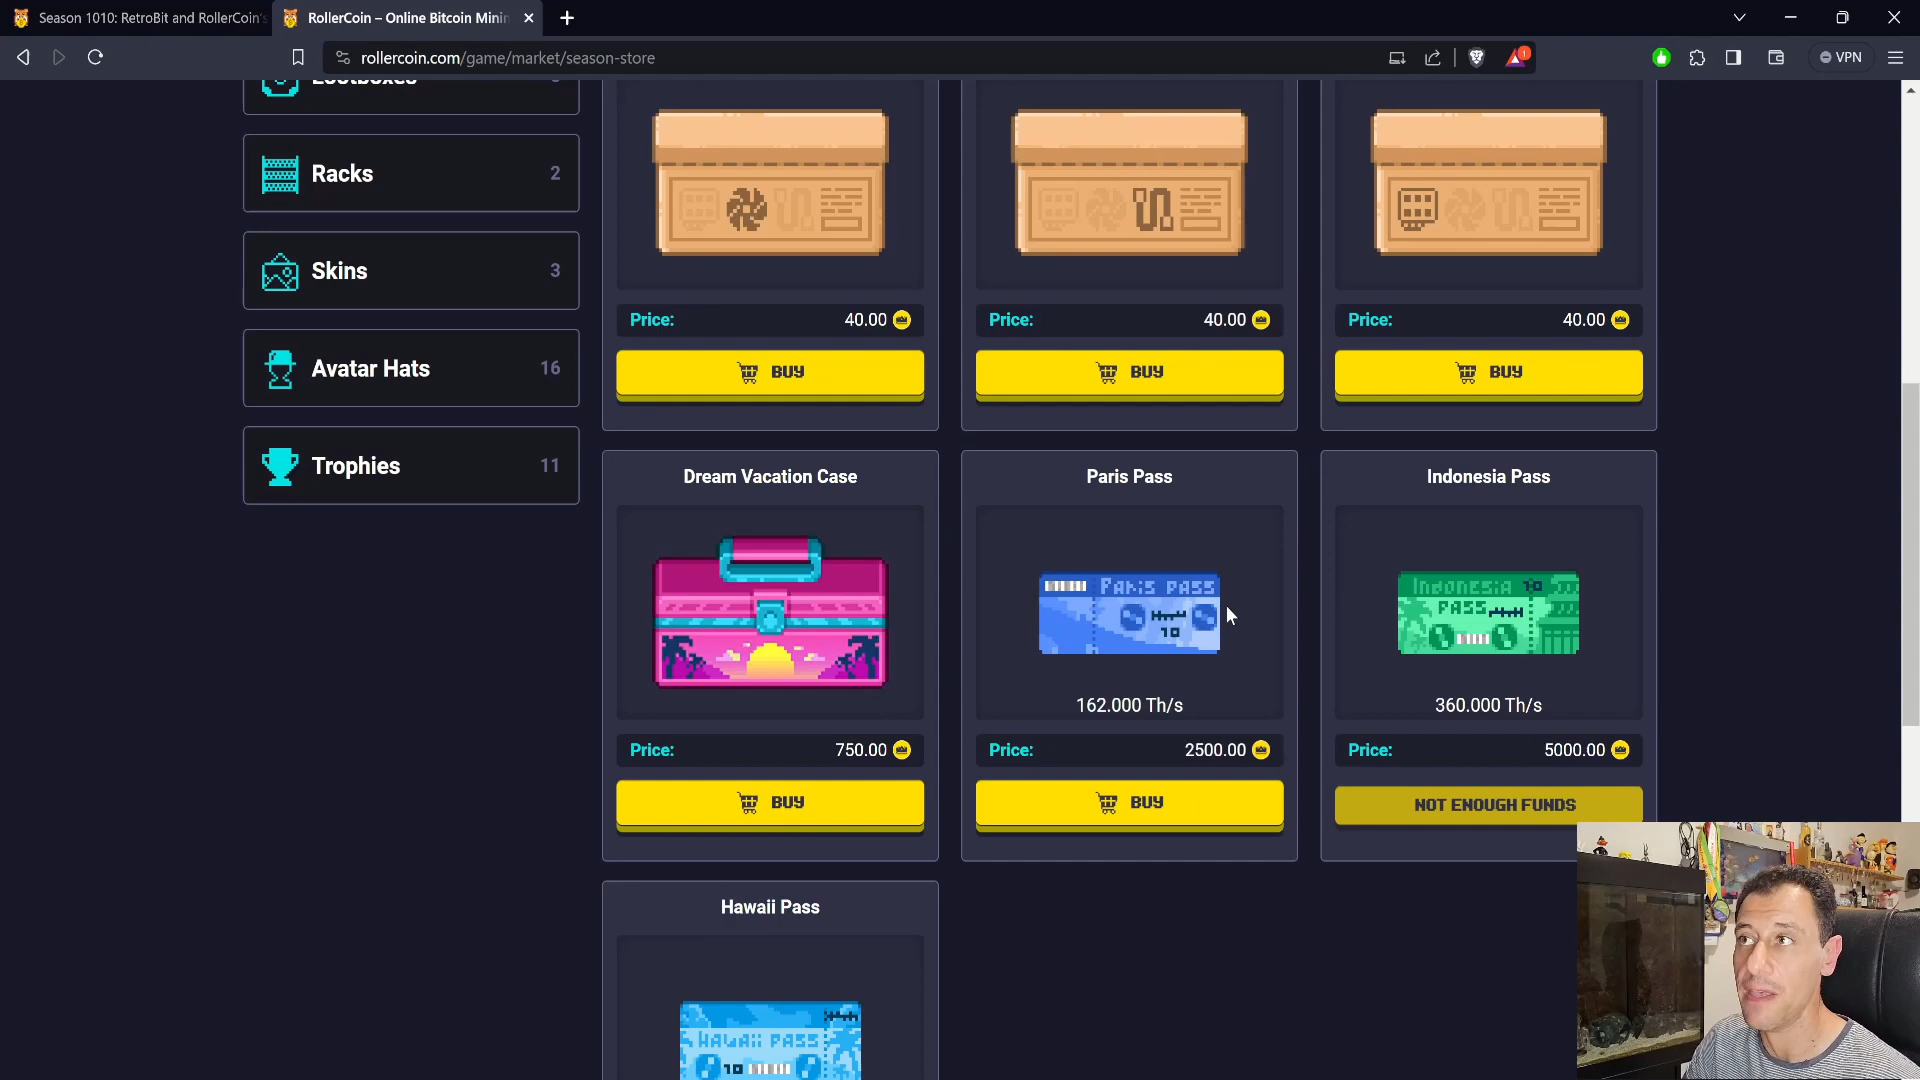 Season 1010: RetroBit and RollerCoin's
RollerCoin – Online Bitcoin Minin
rollercoin.com/game/market/season-store
1
VPN
Lootboxes
Racks
2
Skins
3
Avatar Hats
16
Trophies
11
Price: 40.00
Price: 40.00
Price: 40.00
BUY
BUY
BUY
Dream Vacation Case
Paris Pass
Indonesia Pass
Paris Pass
10
Indonesia 10
Pass
162.000 Th/s
360.000 Th/s
Price: 750.00
Price: 2500.00
Price: 5000.00
BUY
BUY
NOT ENOUGH FUNDS
Hawaii Pass
Hawaii Pass
10